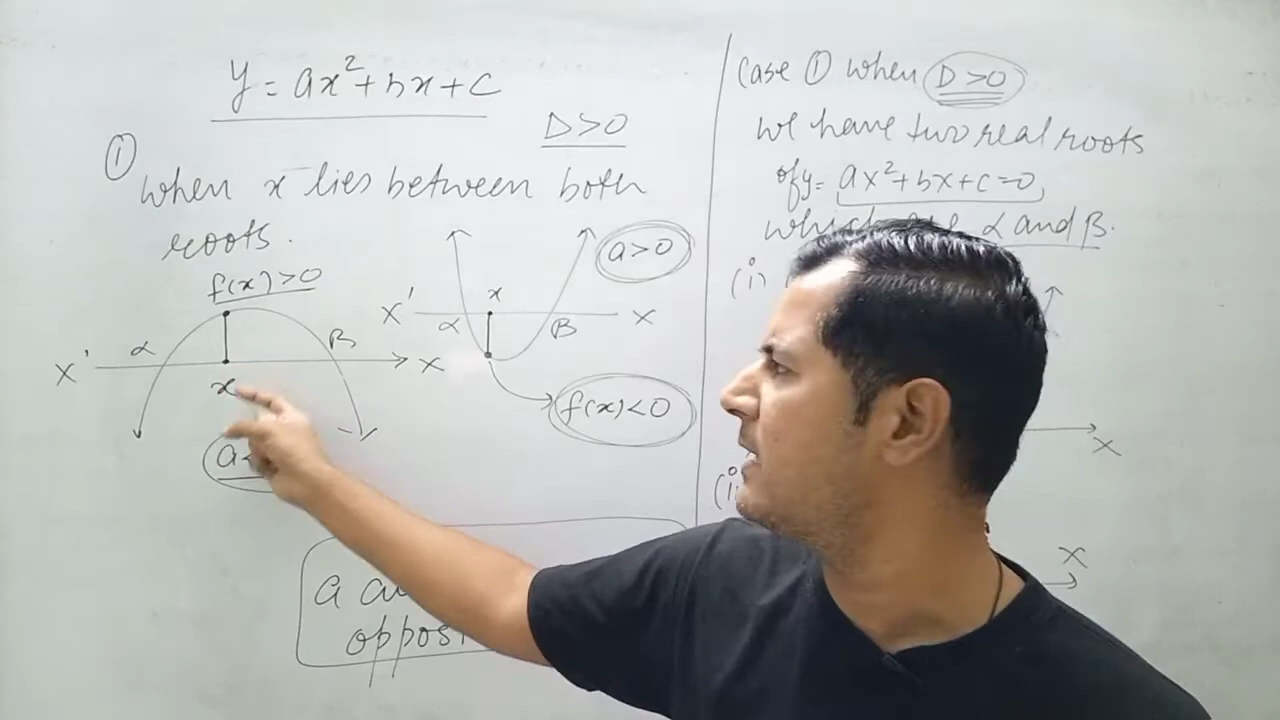 y = ax²+bx+c
D>0
①
when x lies between both
roots.
f(x)>0
α
β
X'
X
x
a<
a>0
X'
α
x
β
X
f(x)<0
a
oppos
Case ① when D>0
we have two real roots
of y= ax²+bx+c=0,
α and β.
(i)
X
X